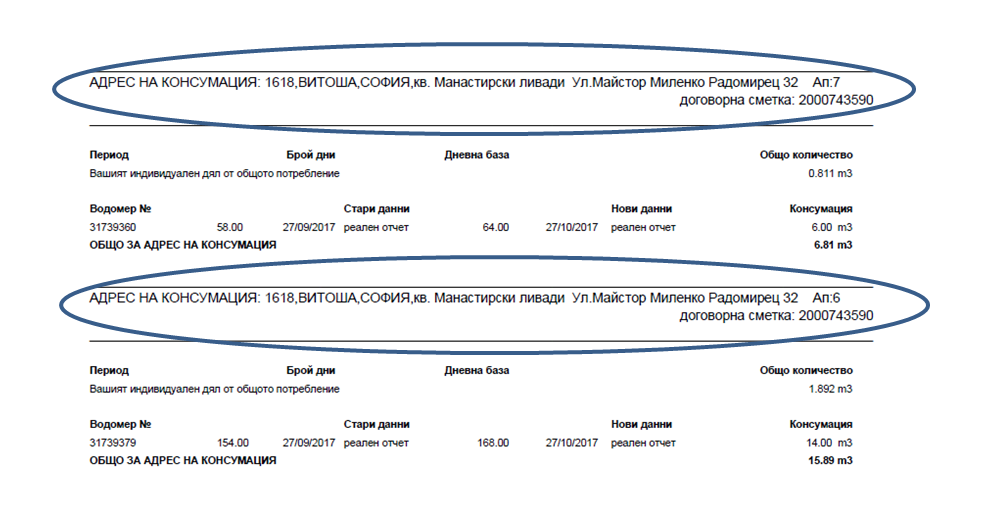 АДРЕС НА КОНСУМАЦИЯ: 1618,ВИТОША,СОФИЯ,кв. Манастирски ливади Ул.Майстор Миленко Радомирец 32 Ап:7
договорна сметка: 2000743590
Период Брой дни Дневна база Общо количество
Вашият индивидуален дял от общото потребление 0.811 m3
Водомер № Стари данни Нови данни Консумация
31739360 58.00 27/09/2017 реален отчет 64.00 27/10/2017 реален отчет 6.00 m3
ОБЩО ЗА АДРЕС НА КОНСУМАЦИЯ 6.81 m3
АДРЕС НА КОНСУМАЦИЯ: 1618,ВИТОША,СОФИЯ,кв. Манастирски ливади Ул.Майстор Миленко Радомирец 32 Ап:6
договорна сметка: 2000743590
Период Брой дни Дневна база Общо количество
Вашият индивидуален дял от общото потребление 1.892 m3
Водомер № Стари данни Нови данни Консумация
31739379 154.00 27/09/2017 реален отчет 168.00 27/10/2017 реален отчет 14.00 m3
ОБЩО ЗА АДРЕС НА КОНСУМАЦИЯ 15.89 m3